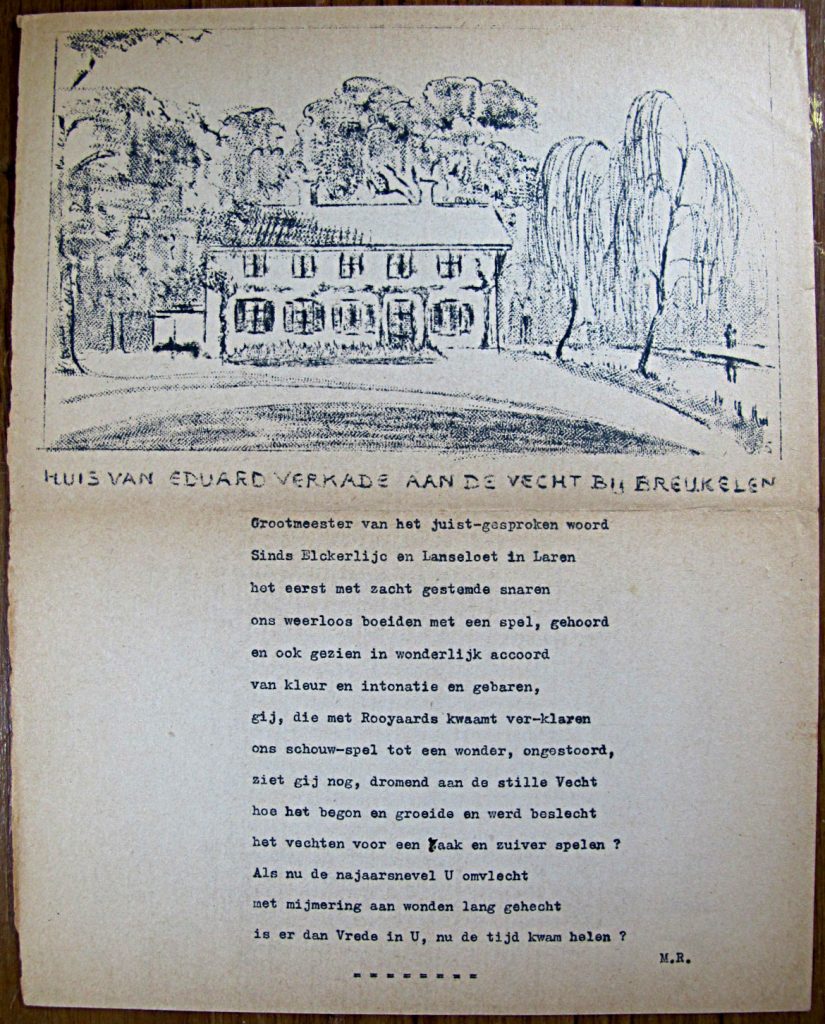 HUIS VAN EDUARD VERKADE AAN DE VECHT BIJ BREUKELEN
Grootmeester van het juist-gesproken woord
Sinds Elckerlijc en Lanseloet in Laren
het eerst met zacht gestemde snaren
ons weerloos boeiden met een spel, gehoord
en ook gezien in wonderlijk accoord
van kleur en intonatie en gebaren,
gij, die met Rooyaards kwaamt ver-klaren
ons schouw-spel tot een wonder, ongestoord,
ziet gij nog, dromend aan de stille Vecht
hoe het begon en groeide en werd beslecht
het vechten voor een raak en zuiver spelen ?
Als nu de najaarsnevel U omvlecht
met mijmering aan wonden lang gehecht
is er dan Vrede in U, nu de tijd kwam helen ?
M.R.